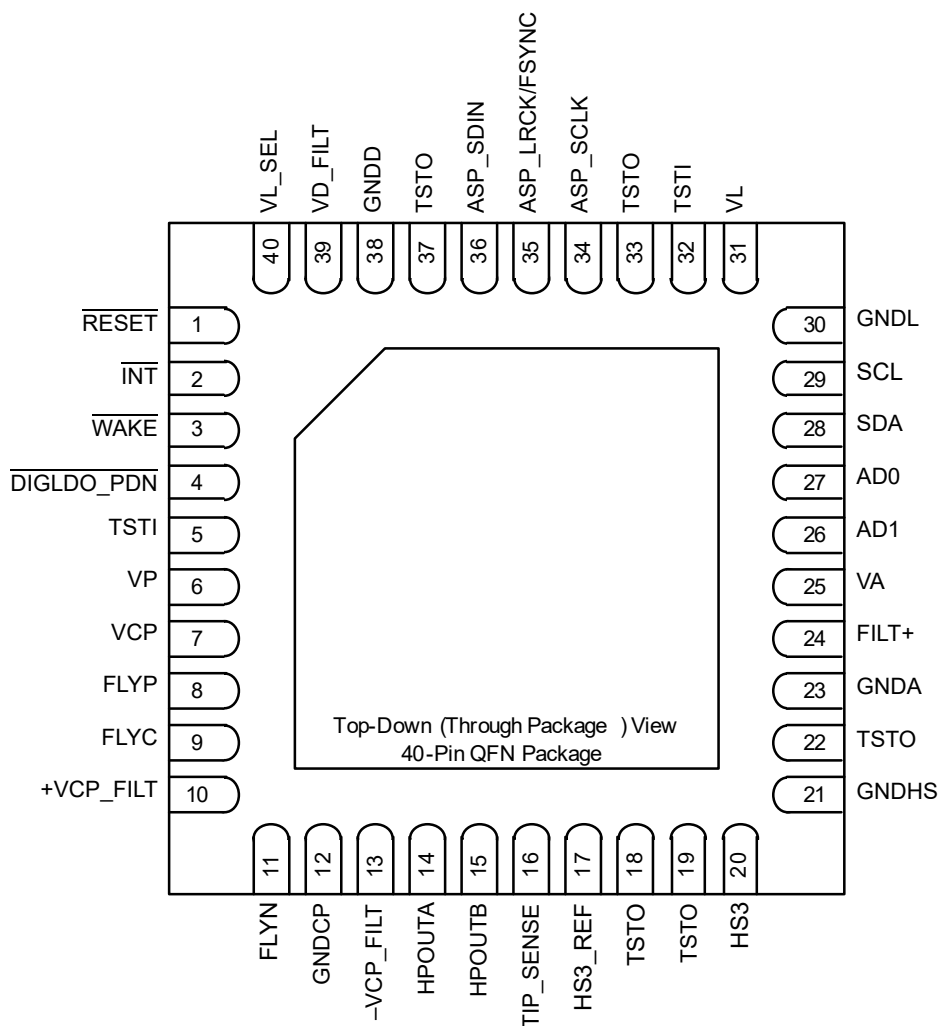 VL_SEL
VD_FILT
GNDD
TSTO
ASP_SDIN
ASP_LRCK/FSYNC
ASP_SCLK
TSTO
TSTI
VL
40
39
38
37
36
35
34
33
32
31
RESET 1
INT 2
WAKE 3
DIGLDO_PDN 4
TSTI 5
VP 6
VCP 7
FLYP 8
FLYC 9
+VCP_FILT 10
30 GNDL
29 SCL
28 SDA
27 AD0
26 AD1
25 VA
24 FILT+
23 GNDA
22 TSTO
21 GNDHS
Top-Down (Through Package ) View
40-Pin QFN Package
11
12
13
14
15
16
17
18
19
20
FLYN
GNDCP
–VCP_FILT
HPOUTA
HPOUTB
TIP_SENSE
HS3_REF
TSTO
TSTO
HS3